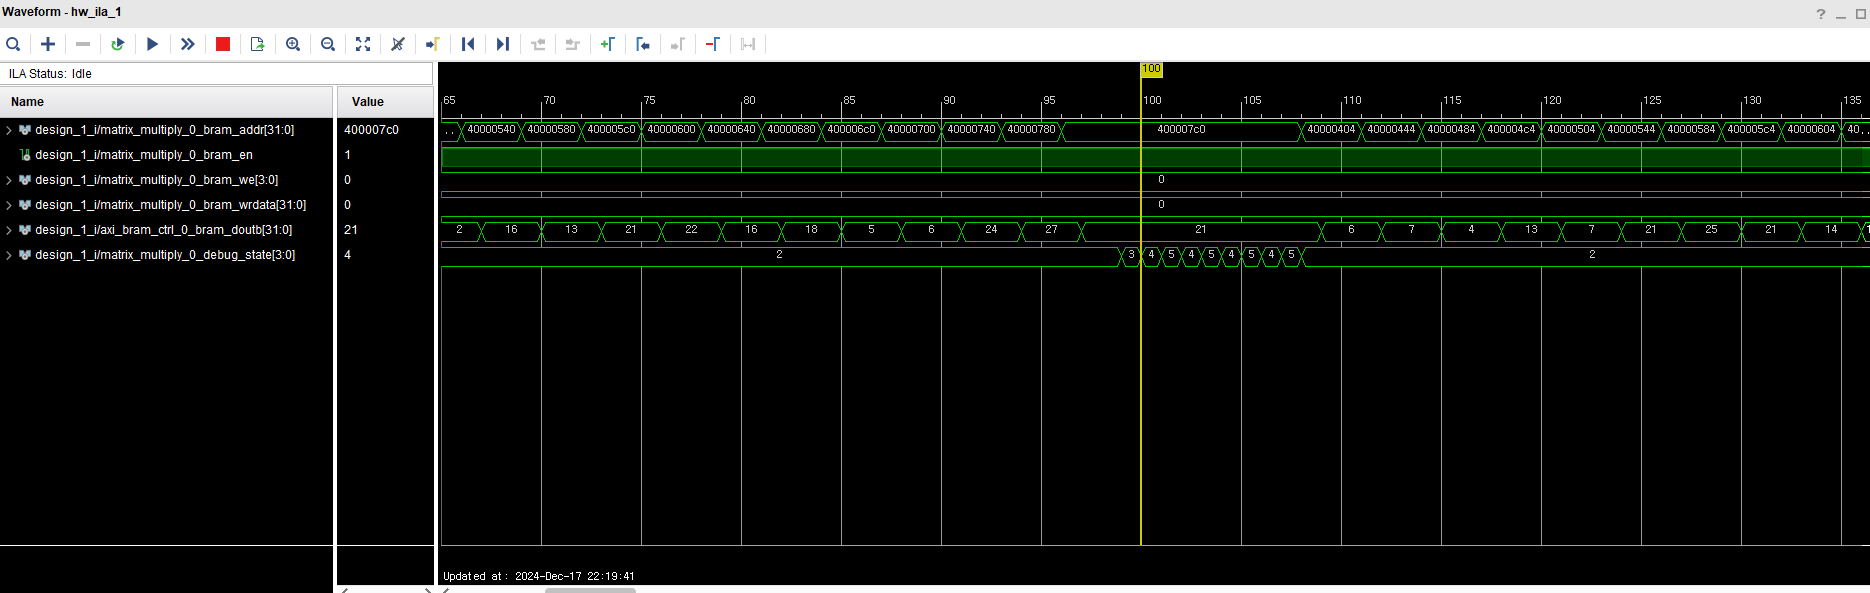 Waveform - hw_ila_1
?
ILA Status: Idle
Name Value
100
65 70 75 80 85 90 95 100 105 110 115 120 125 130 135
design_1_i/matrix_multiply_0_bram_addr[31:0] 400007c0 .. 40000540 40000580 400005c0 40000600 40000640 40000680 400006c0 40000700 40000740 40000780 400007c0 40000404 40000444 40000484 400004c4 40000504 40000544 40000584 400005c4 40000604 40..
design_1_i/matrix_multiply_0_bram_en 1
design_1_i/matrix_multiply_0_bram_we[3:0] 0 0
design_1_i/matrix_multiply_0_bram_wrdata[31:0] 0 0
design_1_i/axi_bram_ctrl_0_bram_doutb[31:0] 21 2 16 13 21 22 16 18 5 6 24 27 21 6 7 4 13 7 21 25 21 14
design_1_i/matrix_multiply_0_debug_state[3:0] 4 2 3 4 5 4 5 4 5 4 5 2
Updated at: 2024-Dec-17 22:19:41